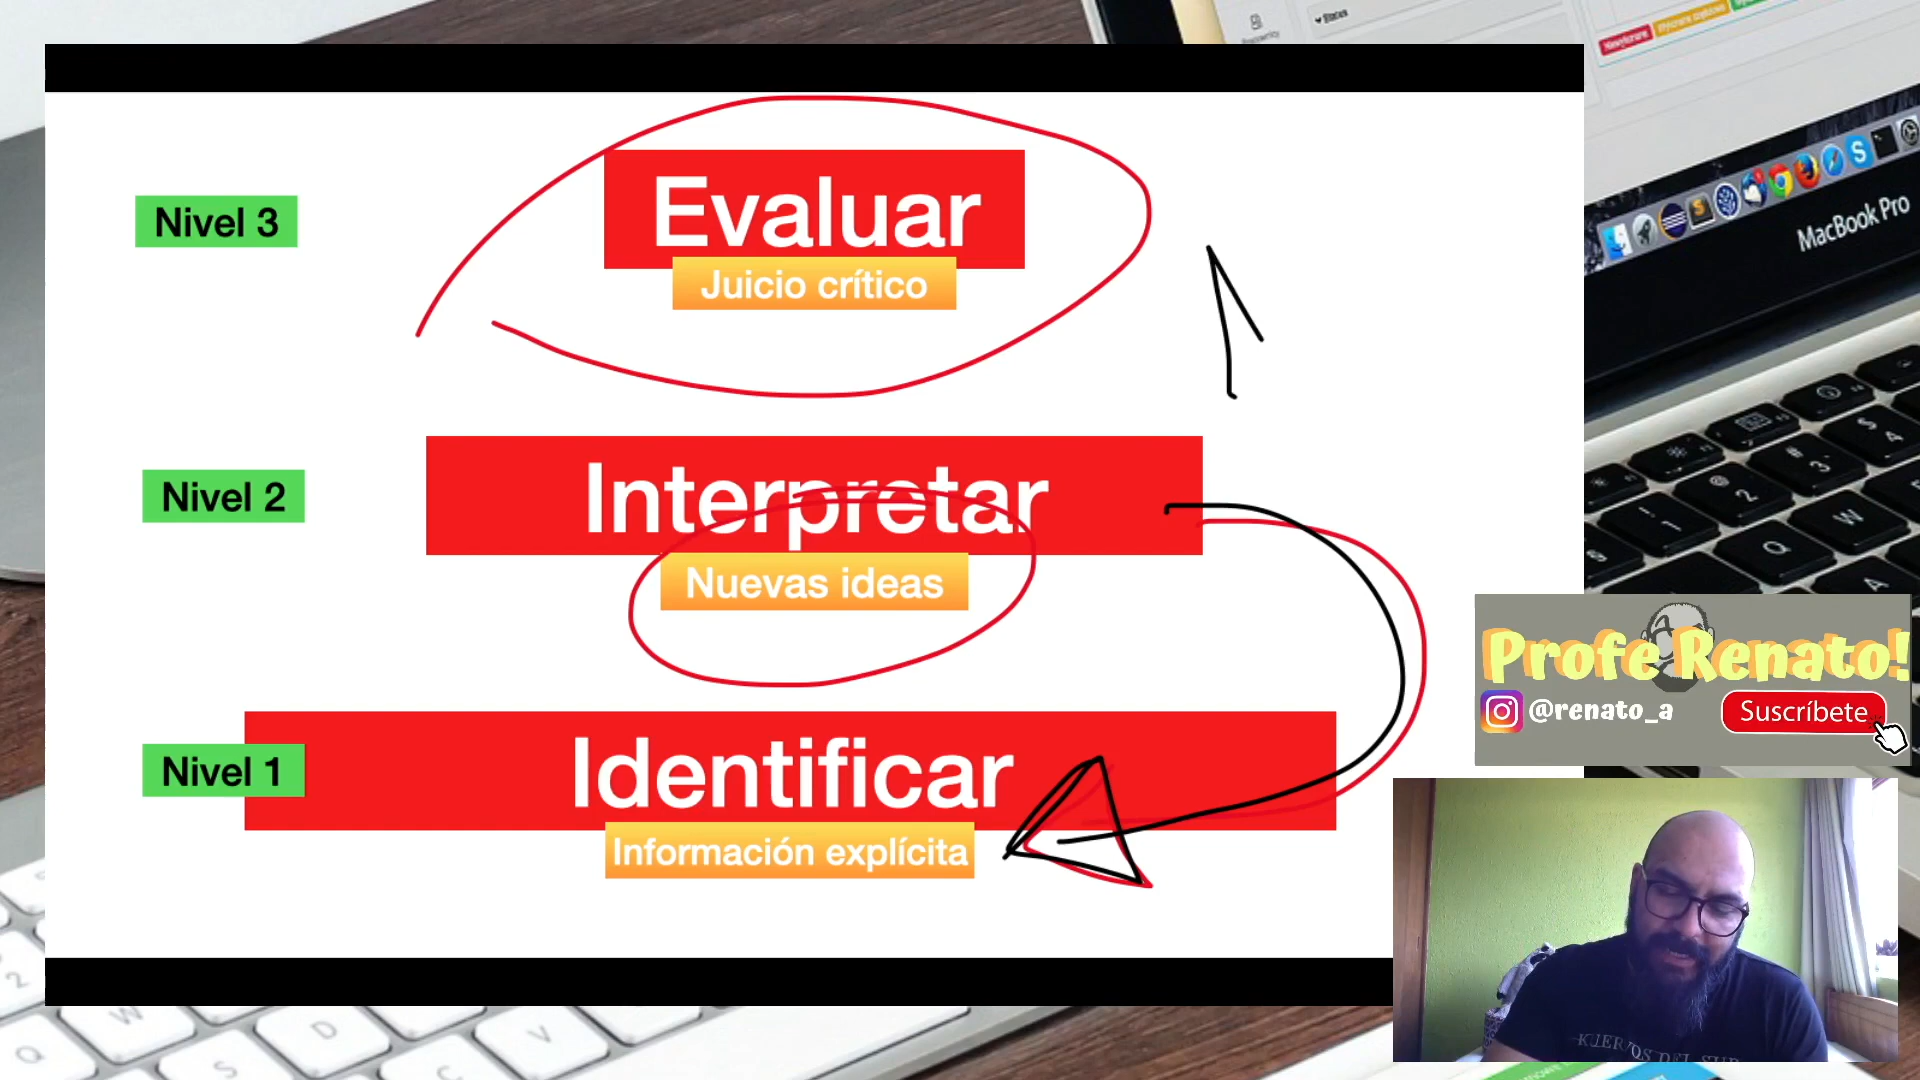 Nivel 3
Evaluar
Juicio crítico
Nivel 2
Interpretar
Nuevas ideas
Nivel 1
Identificar
Información explícita
Status
MacBook Pro
Profe Renato!
@renato_a
Suscríbete